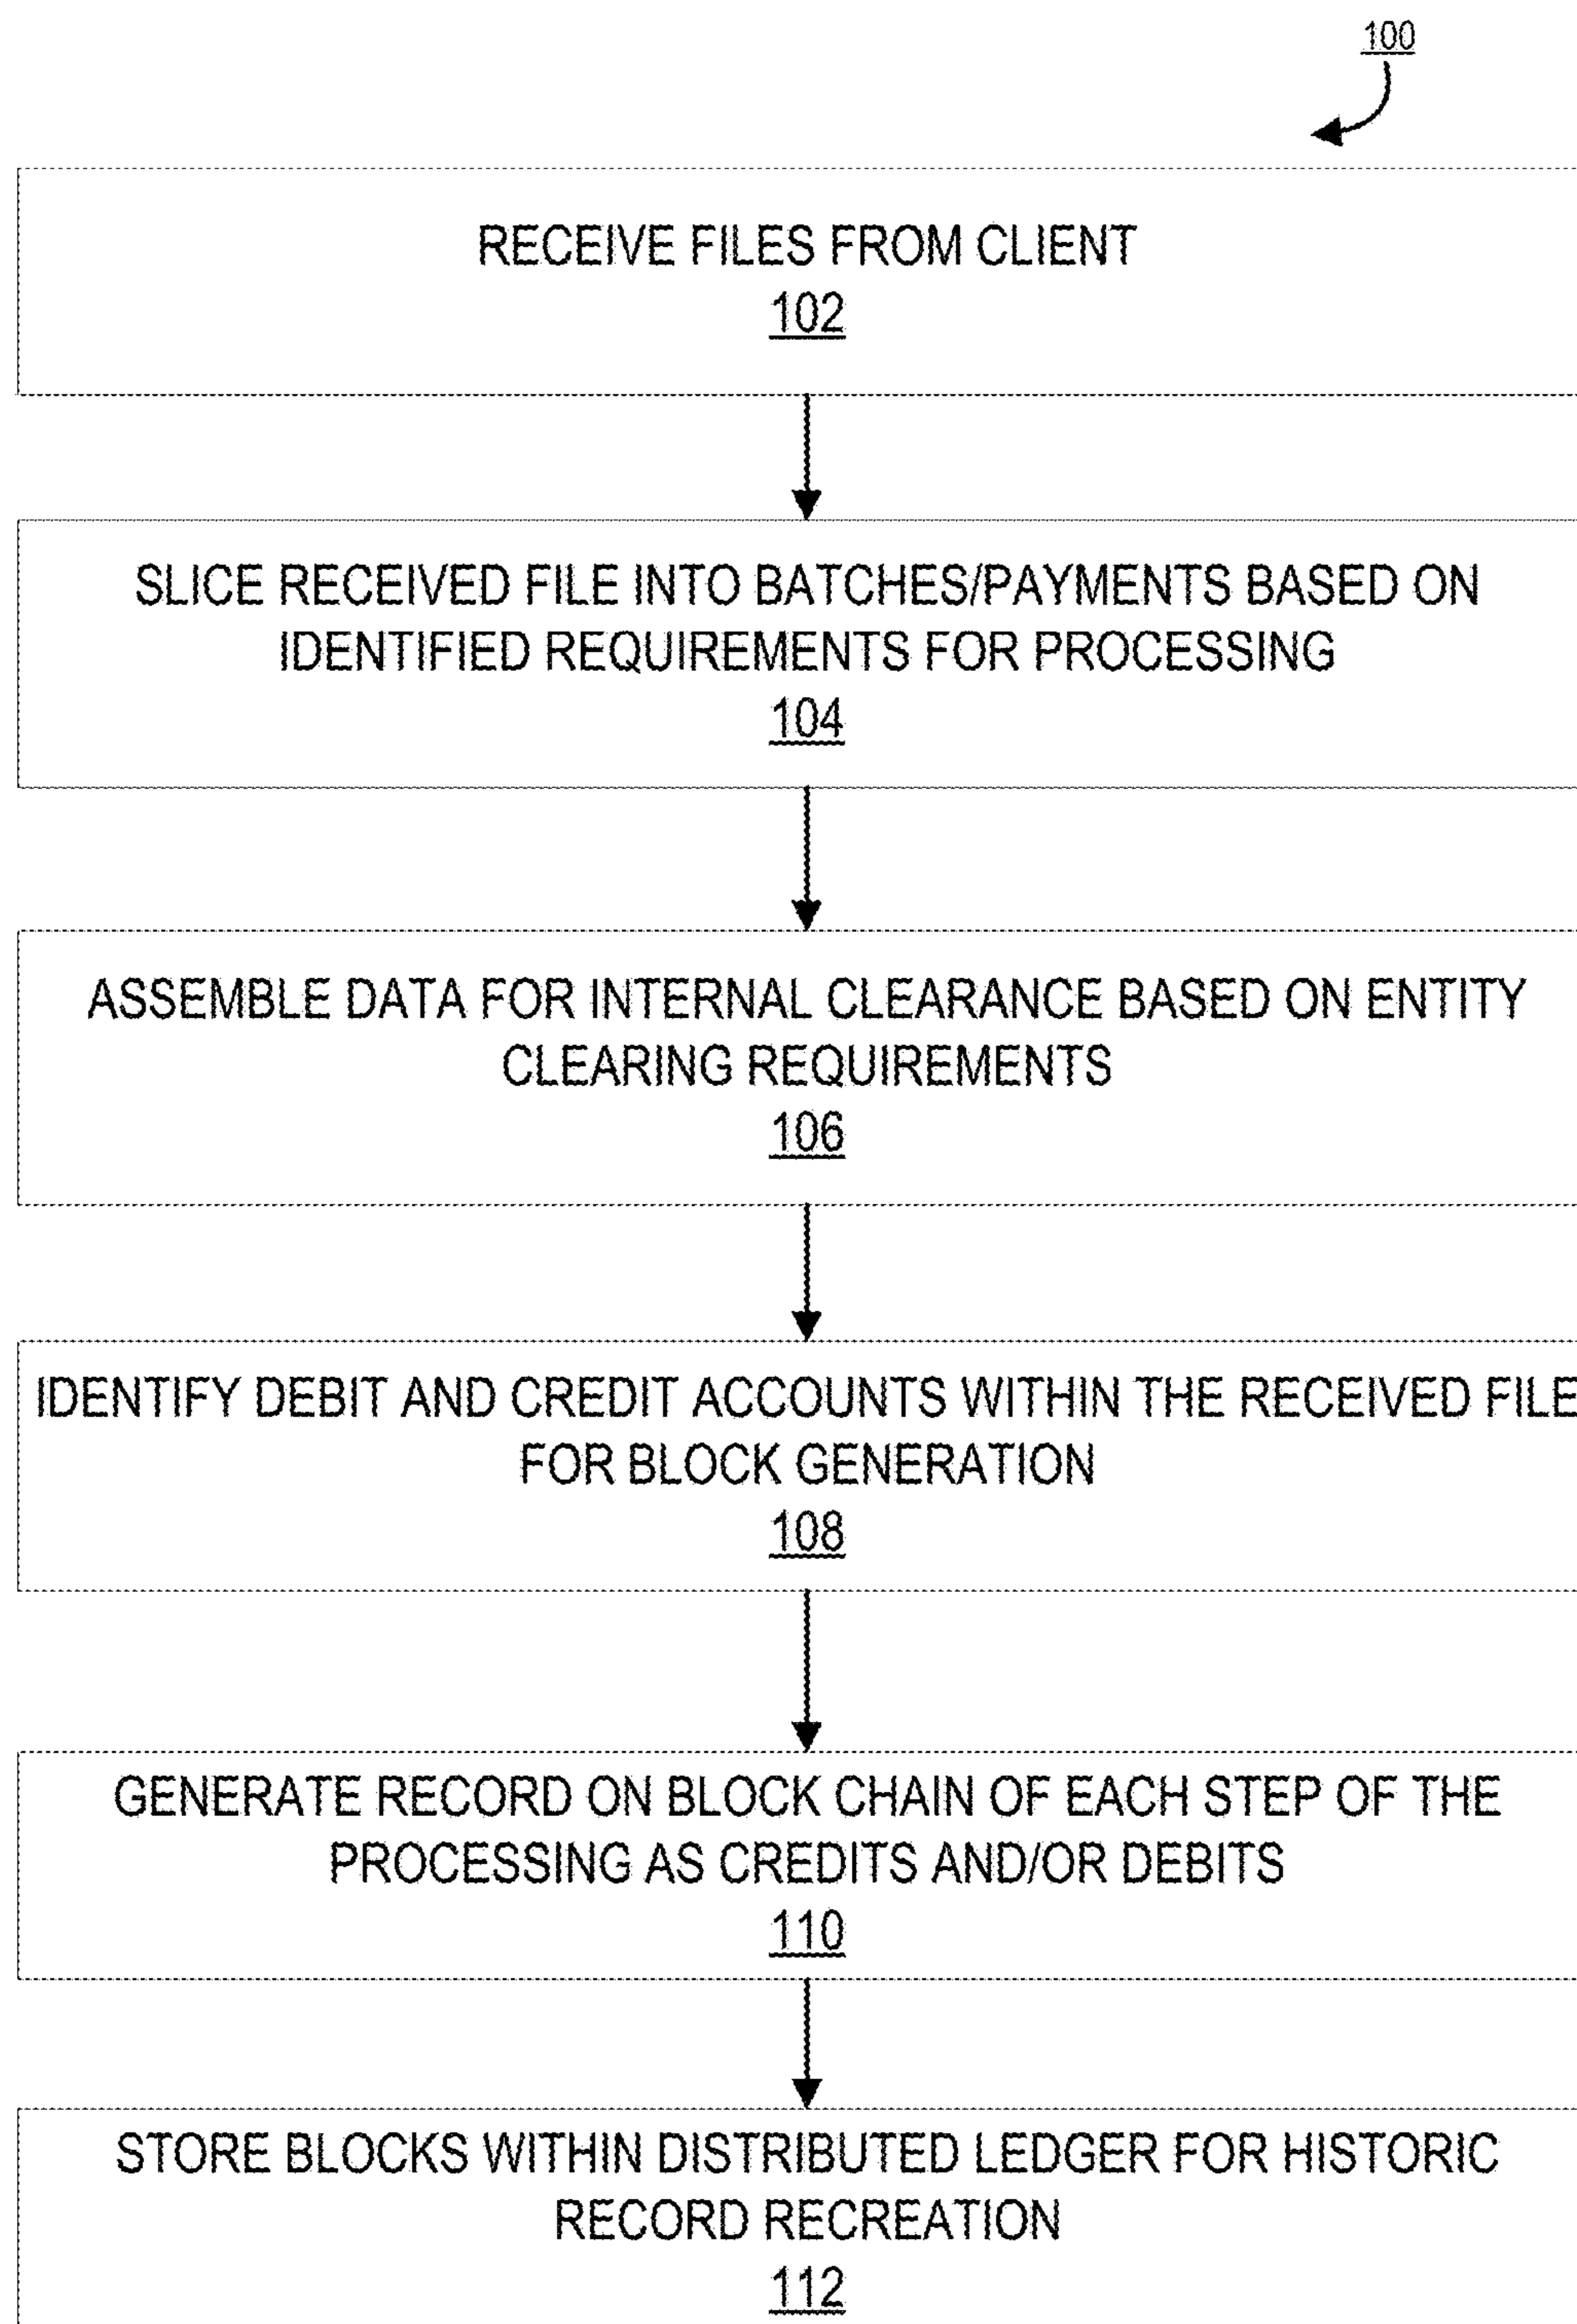 100
RECEIVE FILES FROM CLIENT
102
SLICE RECEIVED FILE INTO BATCHES/PAYMENTS BASED ON
IDENTIFIED REQUIREMENTS FOR PROCESSING
104
ASSEMBLE DATA FOR INTERNAL CLEARANCE BASED ON ENTITY
CLEARING REQUIREMENTS
106
IDENTIFY DEBIT AND CREDIT ACCOUNTS WITHIN THE RECEIVED FILE
FOR BLOCK GENERATION
108
GENERATE RECORD ON BLOCK CHAIN OF EACH STEP OF THE
PROCESSING AS CREDITS AND/OR DEBITS
110
STORE BLOCKS WITHIN DISTRIBUTED LEDGER FOR HISTORIC
RECORD RECREATION
112